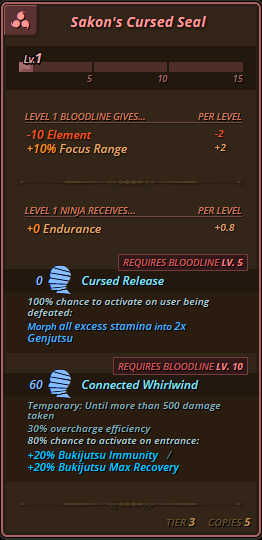 Sakon's Cursed Seal
Lv.1
5 10 15
LEVEL 1 BLOODLINE GIVES... PER LEVEL
-10 Element -2
+10% Focus Range +2
LEVEL 1 NINJA RECEIVES... PER LEVEL
+0 Endurance +0.8
REQUIRES BLOODLINE LV. 5
0 Cursed Release
100% chance to activate on user being
defeated:
Morph all excess stamina into 2x
Genjutsu
REQUIRES BLOODLINE LV. 10
60 Connected Whirlwind
Temporary: Until more than 500 damage
taken
30% overcharge efficiency
80% chance to activate on entrance:
+20% Bukijutsu Immunity /
+20% Bukijutsu Max Recovery
TIER 3 COPIES 5